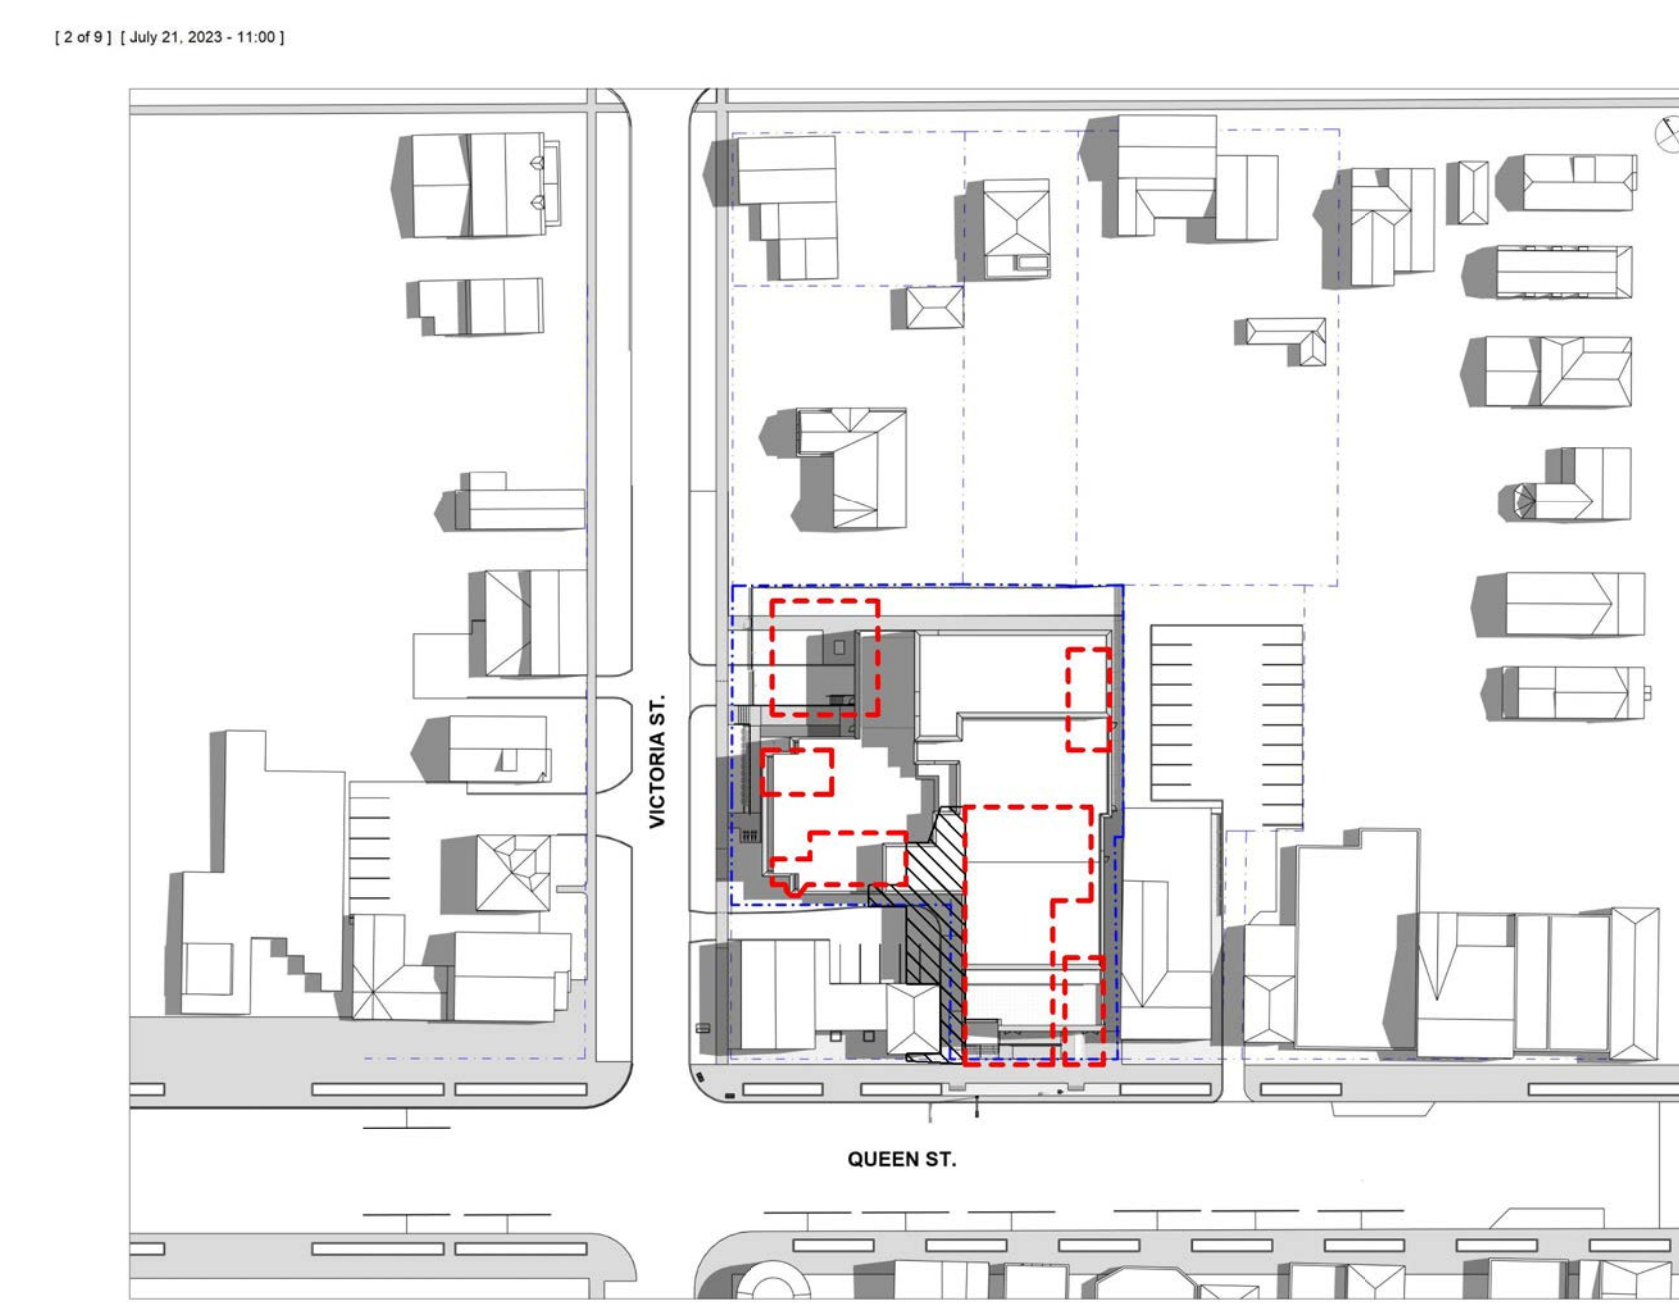 [ 2 of 9 ] [ July 21, 2023 - 11:00 ]
VICTORIA ST.
QUEEN ST.